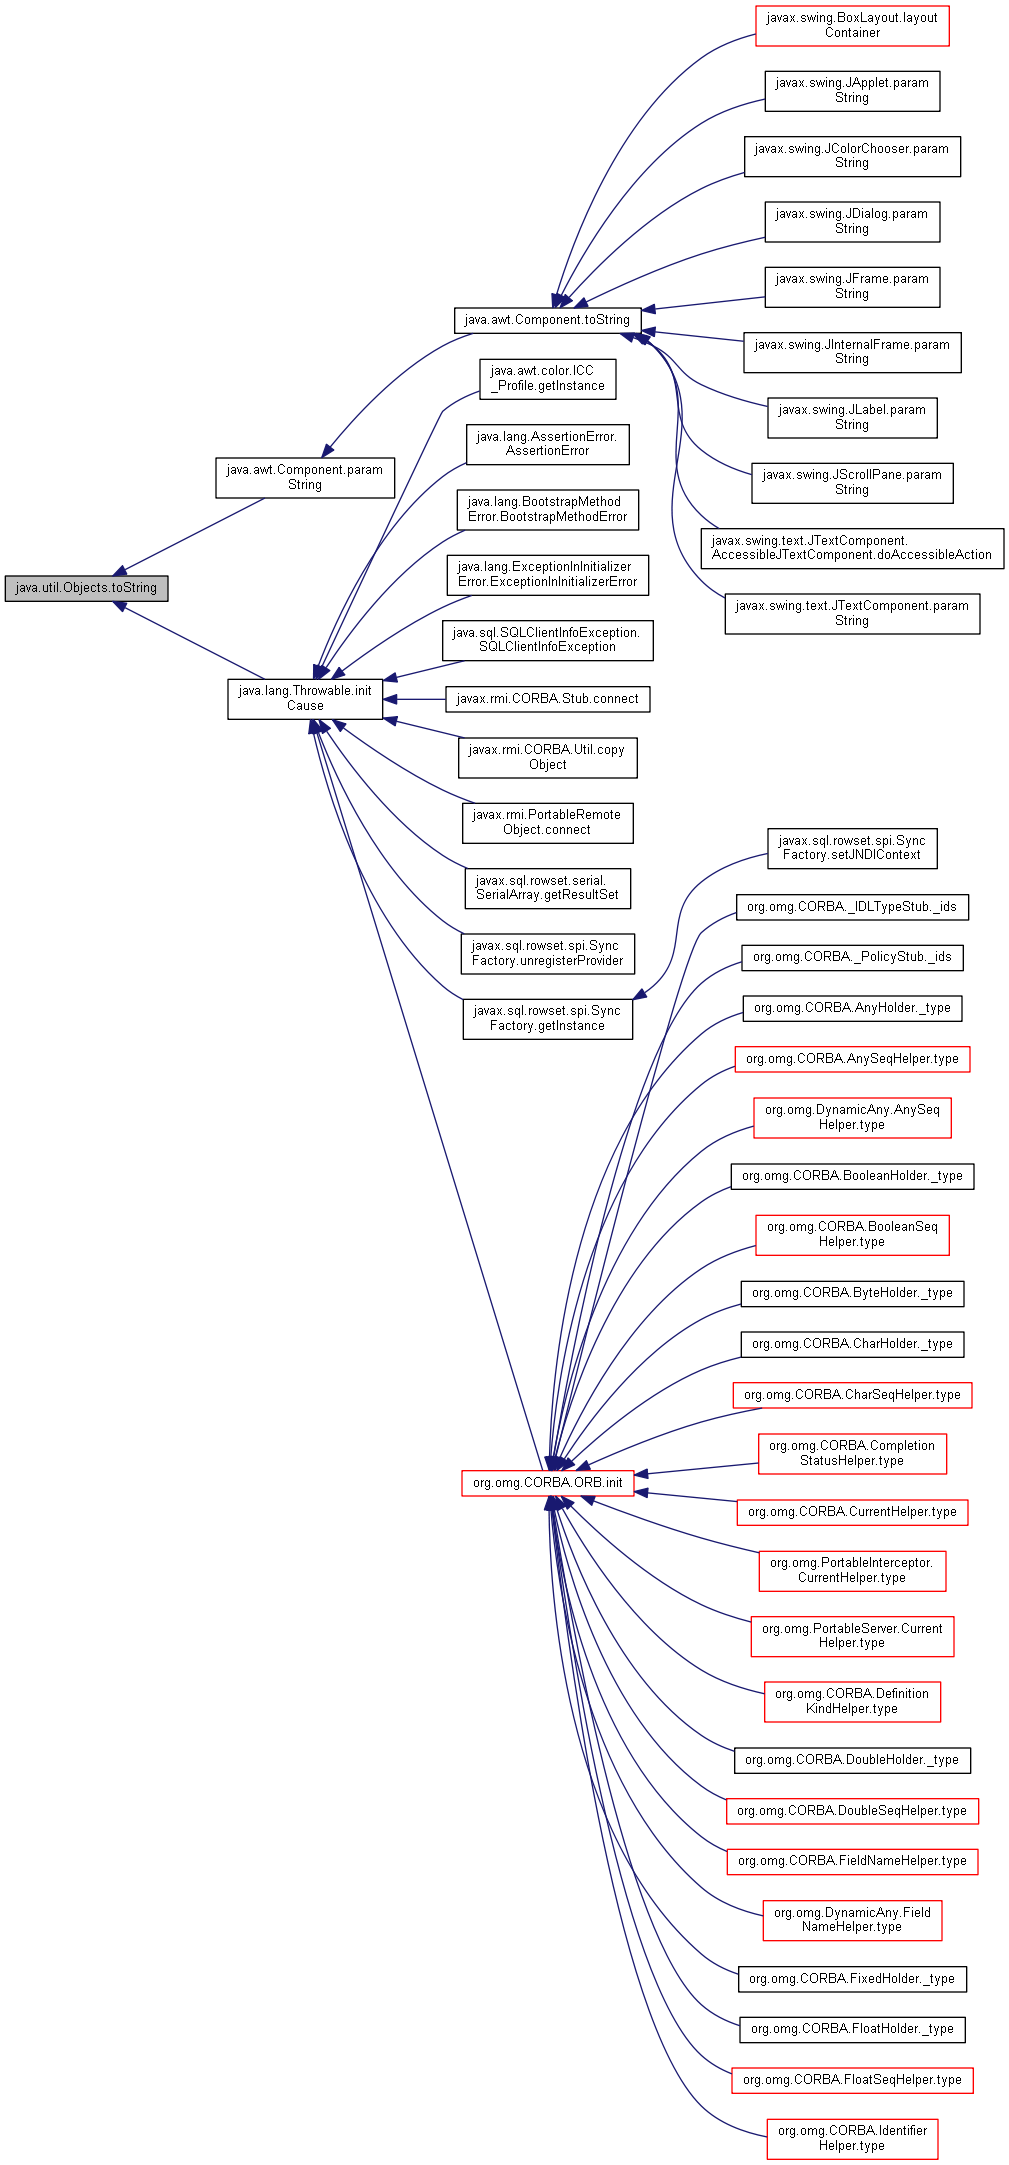 javax.swing.BoxLayout.layout
Container
javax.swing.JApplet.param
String
javax.swing.JColorChooser.param
String
javax.swing.JDialog.param
String
javax.swing.JFrame.param
String
java.awt.Component.toString
javax.swing.JInternalFrame.param
String
java.awt.color.ICC
_Profile.getInstance
javax.swing.JLabel.param
String
java.lang.AssertionError.
AssertionError
java.awt.Component.param
String
javax.swing.JScrollPane.param
String
java.lang.BootstrapMethod
Error.BootstrapMethodError
javax.swing.text.JTextComponent.
AccessibleJTextComponent.doAccessibleAction
java.util.Objects.toString
java.lang.ExceptionInInitializer
Error.ExceptionInInitializerError
javax.swing.text.JTextComponent.param
String
java.sql.SQLClientInfoException.
SQLClientInfoException
java.lang.Throwable.init
Cause
javax.rmi.CORBA.Stub.connect
javax.rmi.CORBA.Util.copy
Object
javax.rmi.PortableRemote
Object.connect
javax.sql.rowset.spi.Sync
Factory.setJNDIContext
javax.sql.rowset.serial.
SerialArray.getResultSet
org.omg.CORBA._IDLTypeStub._ids
javax.sql.rowset.spi.Sync
Factory.unregisterProvider
org.omg.CORBA._PolicyStub._ids
javax.sql.rowset.spi.Sync
Factory.getInstance
org.omg.CORBA.AnyHolder._type
org.omg.CORBA.AnySeqHelper.type
org.omg.DynamicAny.AnySeq
Helper.type
org.omg.CORBA.BooleanHolder._type
org.omg.CORBA.BooleanSeq
Helper.type
org.omg.CORBA.ByteHolder._type
org.omg.CORBA.CharHolder._type
org.omg.CORBA.CharSeqHelper.type
org.omg.CORBA.Completion
StatusHelper.type
org.omg.CORBA.ORB.init
org.omg.CORBA.CurrentHelper.type
org.omg.PortableInterceptor.
CurrentHelper.type
org.omg.PortableServer.Current
Helper.type
org.omg.CORBA.Definition
KindHelper.type
org.omg.CORBA.DoubleHolder._type
org.omg.CORBA.DoubleSeqHelper.type
org.omg.CORBA.FieldNameHelper.type
org.omg.DynamicAny.Field
NameHelper.type
org.omg.CORBA.FixedHolder._type
org.omg.CORBA.FloatHolder._type
org.omg.CORBA.FloatSeqHelper.type
org.omg.CORBA.Identifier
Helper.type